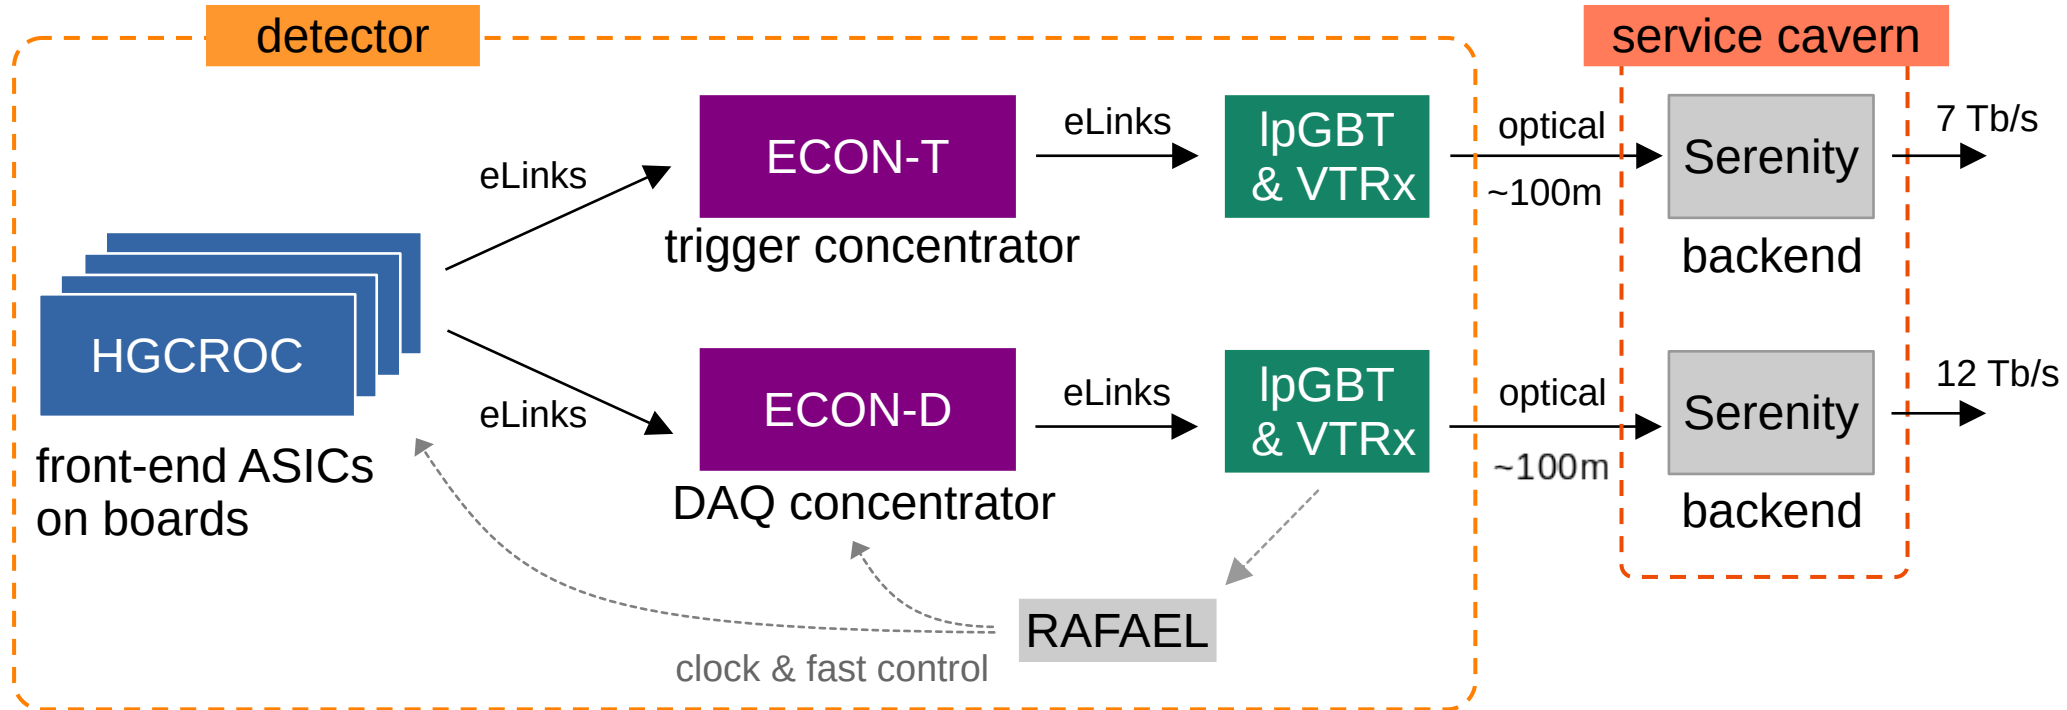 detector
service cavern
eLinks
ECON-T
trigger concentrator
eLinks
lpGBT
& VTRx
optical
~100m
Serenity
backend
7 Tb/s
HGCROC
front-end ASICs
on boards
eLinks
ECON-D
DAQ concentrator
eLinks
lpGBT
& VTRx
optical
~100m
Serenity
backend
12 Tb/s
RAFAEL
clock & fast control